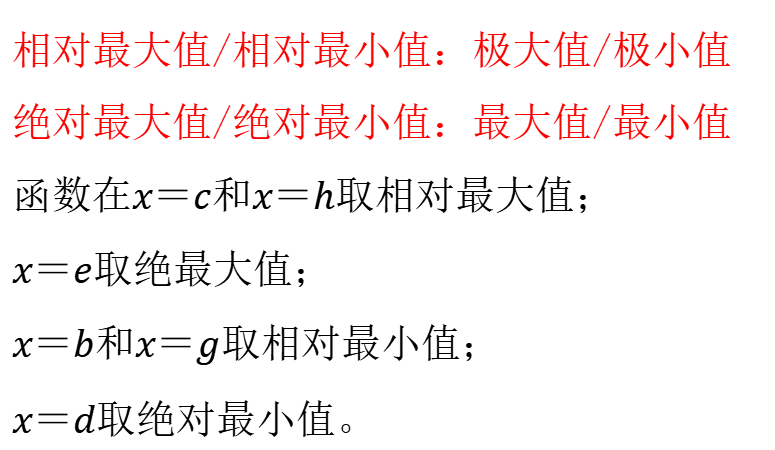 相对最大值/相对最小值：极大值/极小值
绝对最大值/绝对最小值：最大值/最小值
函数在x＝c和x＝h取相对最大值；
x＝e取绝最大值；
x＝b和x＝g取相对最小值；
x＝d取绝对最小值。